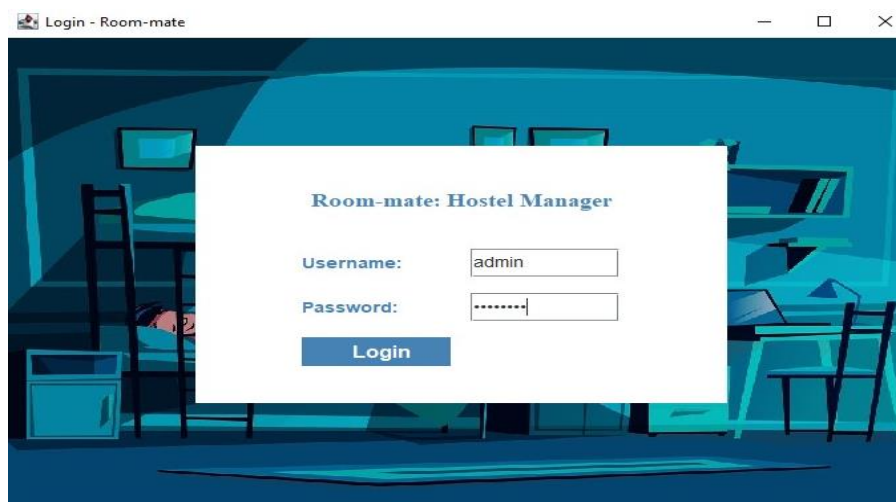 Login - Room-mate
Room-mate: Hostel Manager
Username: admin
Password: ••••••••
Login